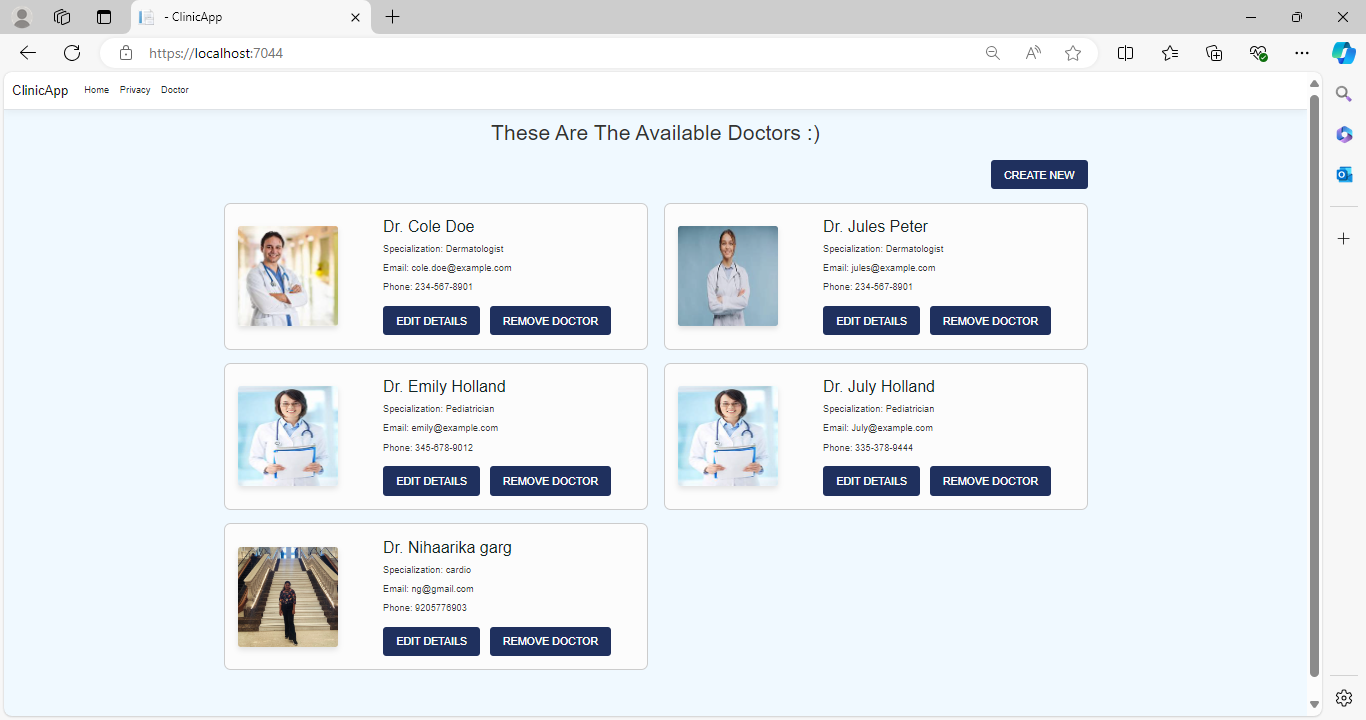 - ClinicApp
https://localhost:7044
ClinicApp Home Privacy Doctor
These Are The Available Doctors :)
CREATE NEW
Dr. Cole Doe
Specialization: Dermatologist
Email: cole.doe@example.com
Phone: 234-567-8901
EDIT DETAILS REMOVE DOCTOR
Dr. Jules Peter
Specialization: Dermatologist
Email: jules@example.com
Phone: 234-567-8901
EDIT DETAILS REMOVE DOCTOR
Dr. Emily Holland
Specialization: Pediatrician
Email: emily@example.com
Phone: 345-678-9012
EDIT DETAILS REMOVE DOCTOR
Dr. July Holland
Specialization: Pediatrician
Email: July@example.com
Phone: 335-378-9444
EDIT DETAILS REMOVE DOCTOR
Dr. Nihaarika garg
Specialization: cardio
Email: ng@gmail.com
Phone: 9205776903
EDIT DETAILS REMOVE DOCTOR